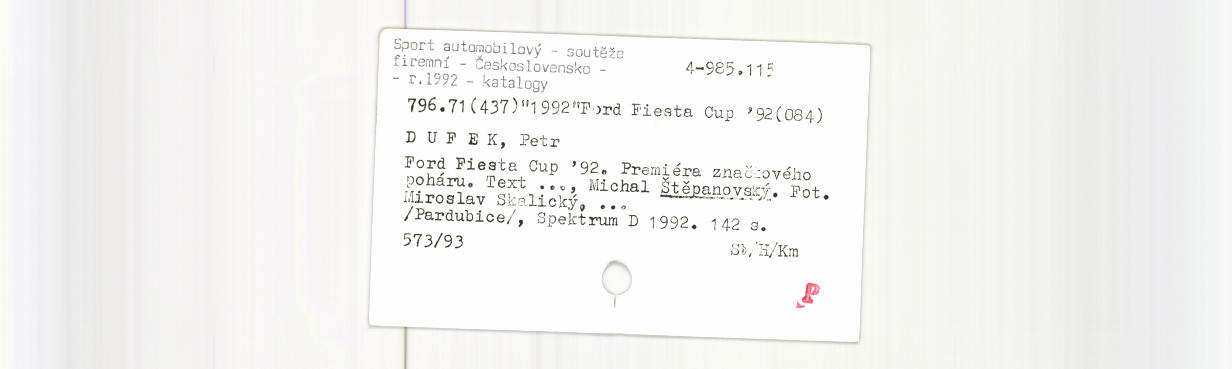 Sport automobilový - soutěže
firemní - Československo -
- r.1992 - katalogy
4-985.115
796.71(437)"1992"Ford Fiesta Cup '92(084)
D U F E K, Petr
Ford Fiesta Cup '92. Premiéra značkového
poháru. Text ..., Michal Štěpanovský. Fot.
Miroslav Skalický, ...
/Pardubice/, Spektrum D 1992. 142 s.
573/93
/H/Km
P